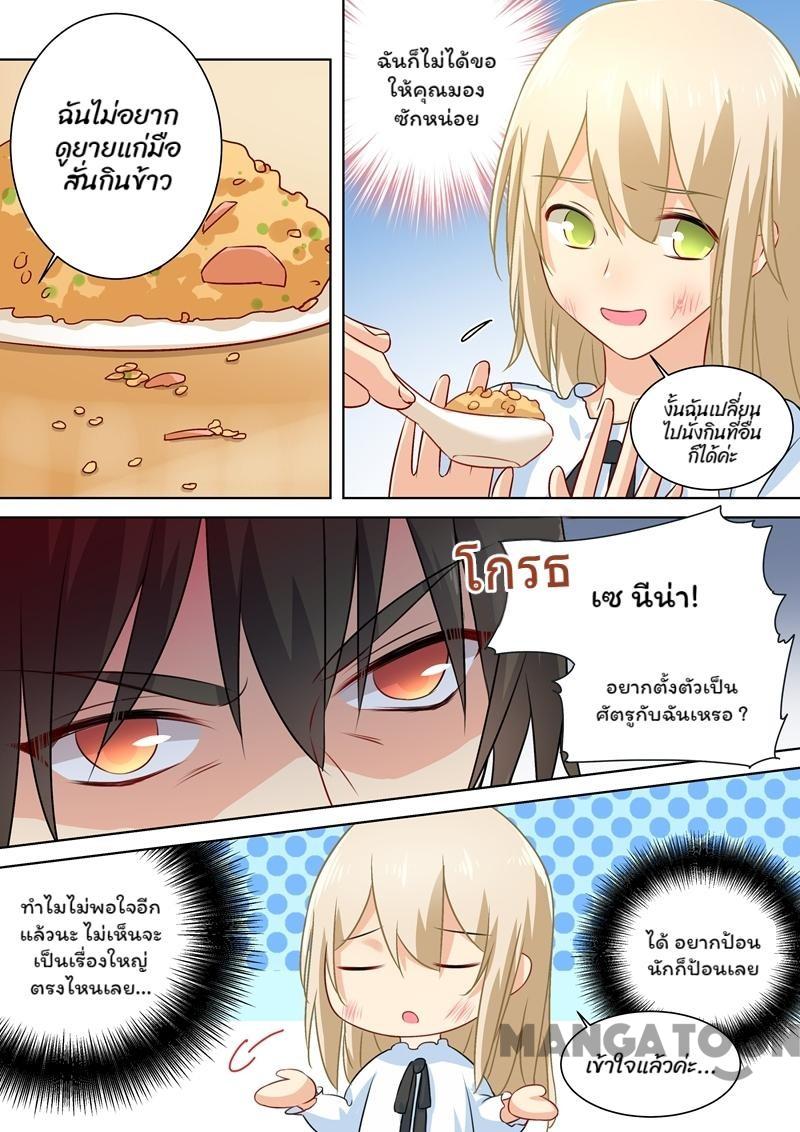 ฉันไม่อยาก
ดูยายแก่มือ
สั่นกินข้าว
ฉันก็ไม่ได้ขอ
ให้คุณมอง
ซักหน่อย
งั้นฉันเปลี่ยน
ไปนั่งกินที่อื่น
ก็ได้ค่ะ
โกรธ
เซ นีน่า!
อยากตั้งตัวเป็น
ศัตรูกับฉันเหรอ ?
ทำไมไม่พอใจอีก
แล้วนะ ไม่เห็นจะ
เป็นเรื่องใหญ่
ตรงไหนเลย...
ได้ อยากป้อน
นักก็ป้อนเลย
MANGATOON
เข้าใจแล้วค่ะ...